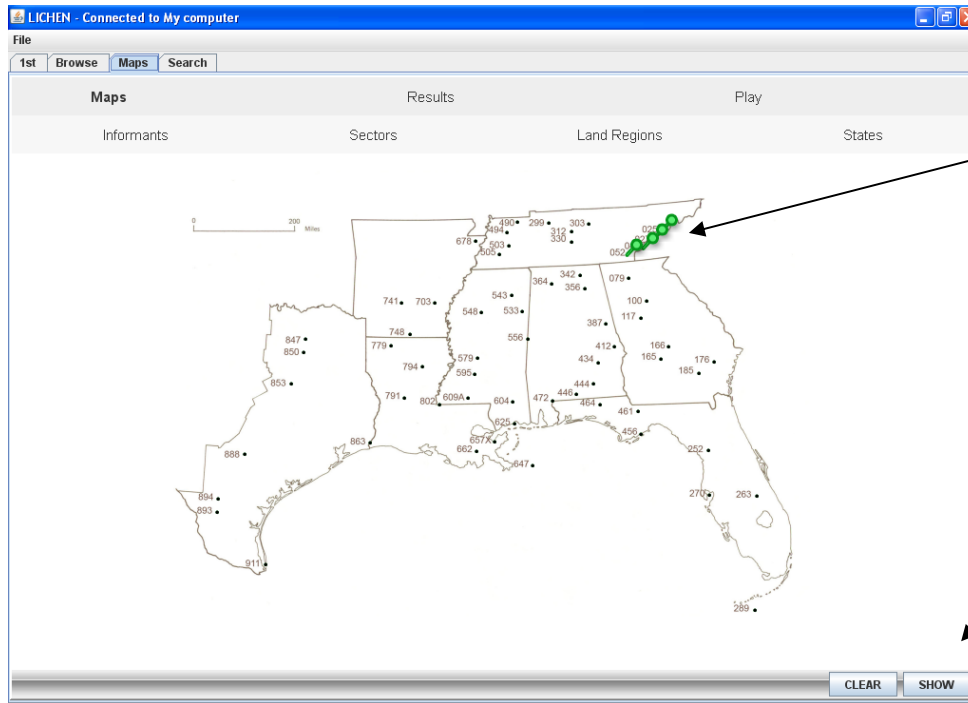 LICHEN - Connected to My computer
File
1st Browse Maps Search
Maps Results Play
Informants Sectors Land Regions States
0 200
Miles
490 299 303
494 312
678 503 330
505 052
364 342 079
356
741 703 543 100
548 533 117
748 387
847 779 556
850 412 166
579 434 165 176
794 595 185
853 444
791 802 609A 604 472 446 464
461
625
863 657X 456
662 252
888 647
894 270 263
893
911
289
CLEAR SHOW